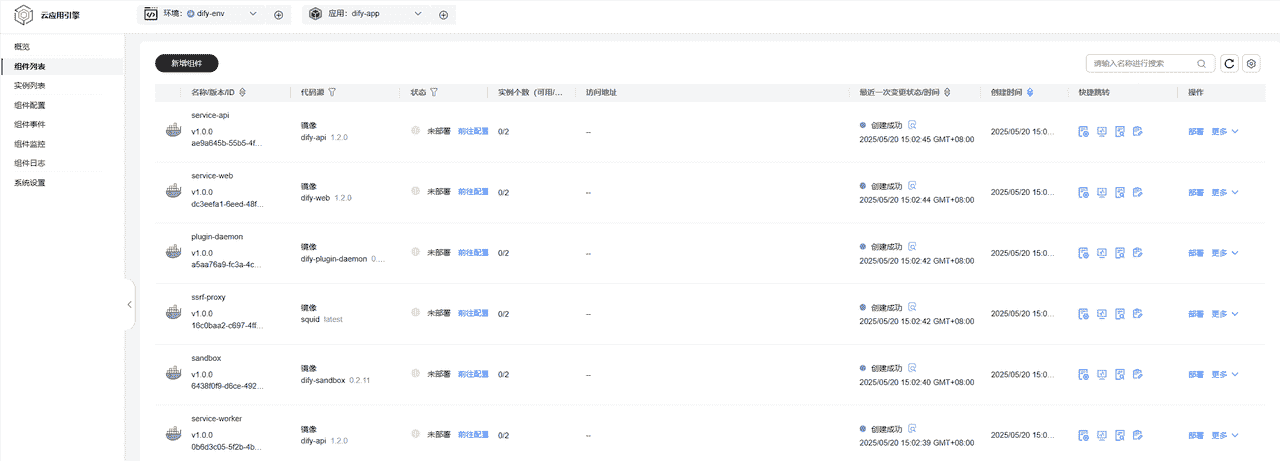 云应用引擎
环境： dify-env
应用： dify-app
概览
组件列表
实例列表
组件配置
组件事件
组件监控
组件日志
系统设置
新增组件
请输入名称进行搜索
名称/版本/ID 代码源 状态 实例个数（可用/... 访问地址 最近一次变更状态/时间 创建时间 快捷跳转 操作
service-api
v1.0.0
ae9a645b-55b5-4f...
镜像
dify-api 1.2.0
未部署 前往配置 0/2 --
创建成功
2025/05/20 15:02:45 GMT+08:00
2025/05/20 15:0...
部署 更多
service-web
v1.0.0
dc3eefa1-6eed-48f...
镜像
dify-web 1.2.0
未部署 前往配置 0/2 --
创建成功
2025/05/20 15:02:44 GMT+08:00
2025/05/20 15:0...
部署 更多
plugin-daemon
v1.0.0
a5aa76a9-fc3a-4c...
镜像
dify-plugin-daemon 0....
未部署 前往配置 0/2 --
创建成功
2025/05/20 15:02:42 GMT+08:00
2025/05/20 15:0...
部署 更多
ssrf-proxy
v1.0.0
16c0baa2-c697-4ff...
镜像
squid latest
未部署 前往配置 0/2 --
创建成功
2025/05/20 15:02:42 GMT+08:00
2025/05/20 15:0...
部署 更多
sandbox
v1.0.0
6438f0f9-d6ce-492...
镜像
dify-sandbox 0.2.11
未部署 前往配置 0/2 --
创建成功
2025/05/20 15:02:40 GMT+08:00
2025/05/20 15:0...
部署 更多
service-worker
v1.0.0
0b6d3c05-5f2b-4b...
镜像
dify-api 1.2.0
未部署 前往配置 0/2 --
创建成功
2025/05/20 15:02:39 GMT+08:00
2025/05/20 15:0...
部署 更多